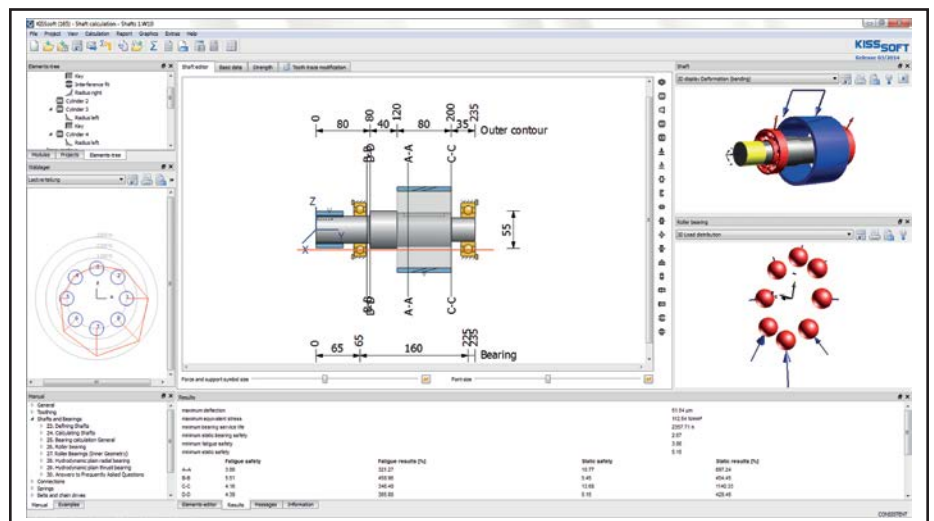 KISSsoft (165) - Shaft calculation - Shafts 1.W10
File Project View Calculation Report Graphics Extras Help
KISSSOFT
Release 03/2014
Elements-tree
Key
Interference fit
Radius right
Cylinder 2
Cylinder 3
Radius left
Key
Cylinder 4
Radius left
Modules Projects Elements-tree
Wälzlager
Lastverteilung
Shaft editor Basic data Strength Tooth trace modification
0 80 120 200 235
80 40 80 35 Outer contour
A-A C-C
Z
Y
X
55
A-A C-C
0 65 225 235
65 160 Bearing
Force and support symbol size Font size
Shaft
3D display Deformation (bending)
Roller bearing
3D Load distribution
Manual
General
Toothing
Shafts and Bearings
23. Defining Shafts
24. Calculating Shafts
25. Bearing calculation General
26. Roller bearing
27. Roller Bearings (Inner Geometry)
28. Hydrodynamic plain radial bearing
29. Hydrodynamic plain thrust bearing
30. Answers to Frequently Asked Questions
Connections
Springs
Belts and chain drives
Manual Examples
Results
maximum deflection
maximum equivalent stress
minimum bearing service life 2357.71 h
minimum static bearing safety
minimum fatigue safety
minimum static safety
Fatigue safety Fatigue results [%] Static safety Static results [%]
A-A
B-B
C-C
D-D
Elements-editor Results Messages Information
CONSISTENT